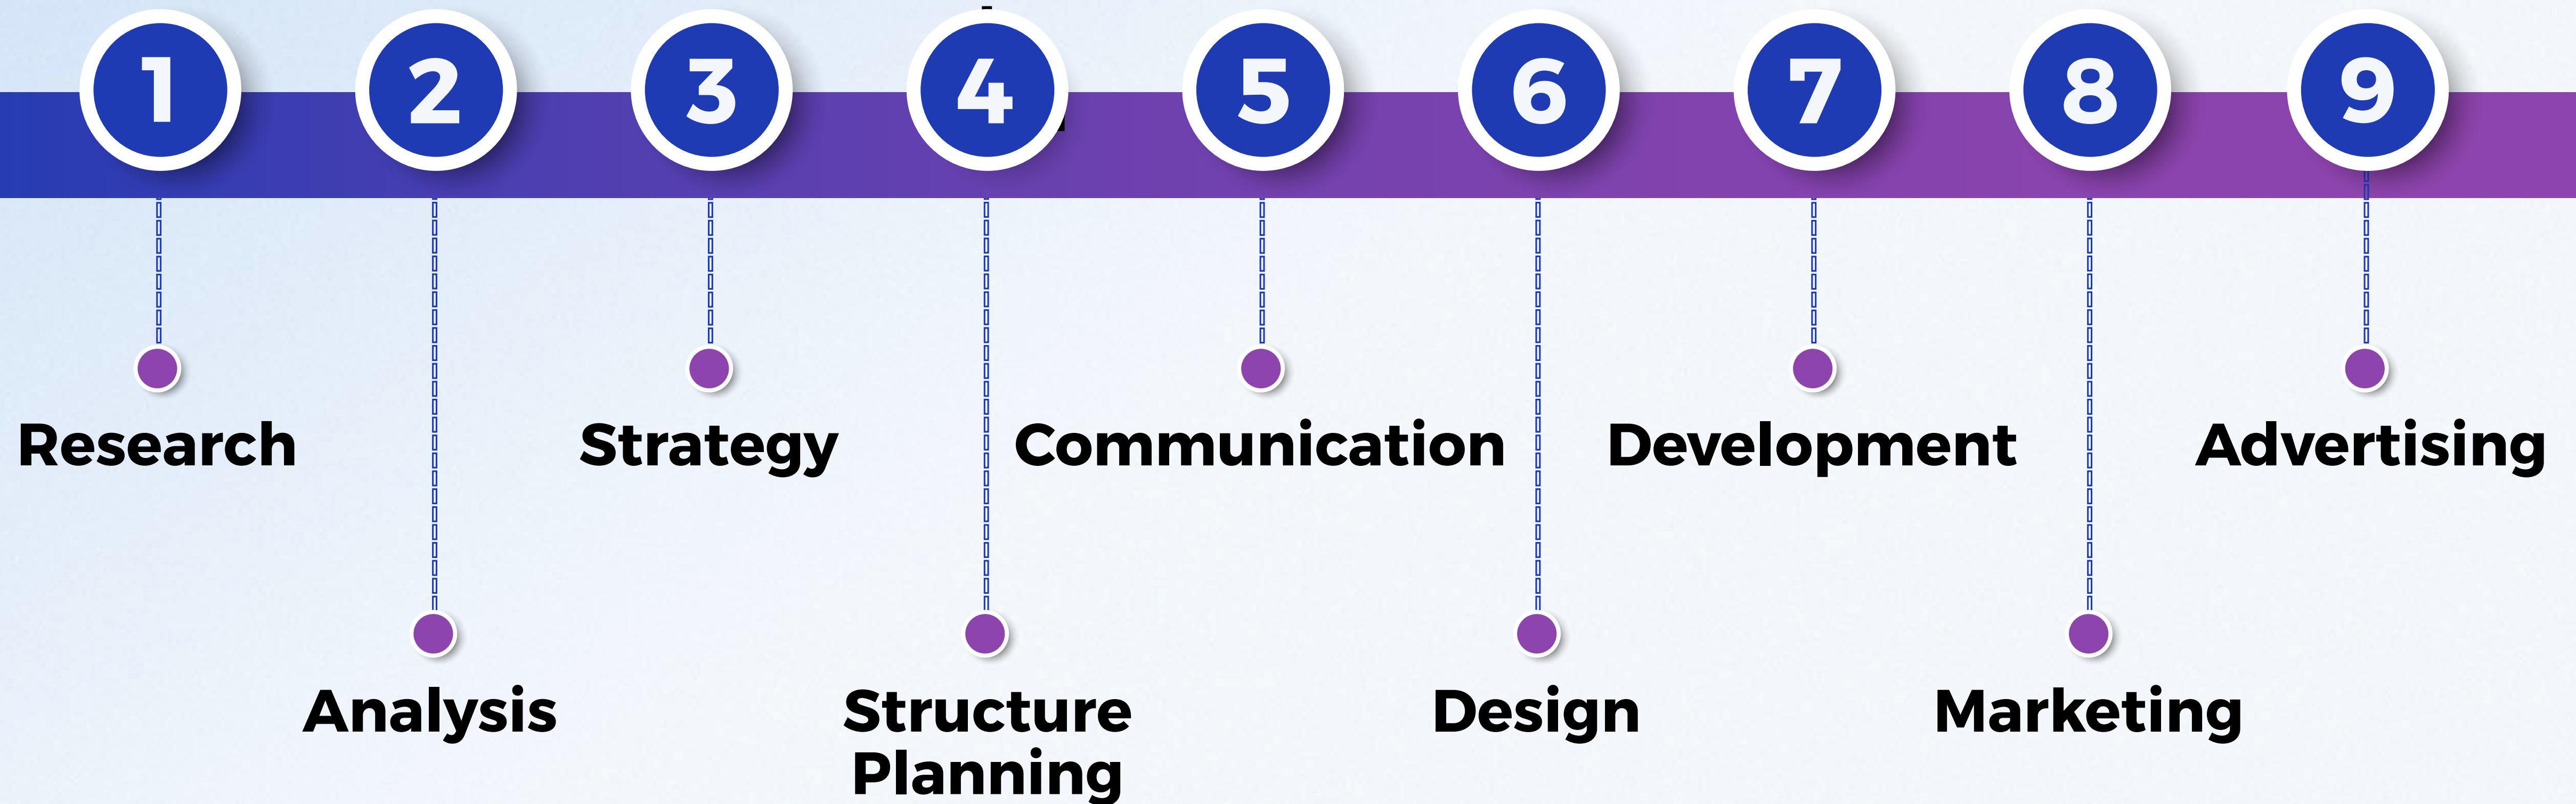 1 2 3 4 5 6 7 8 9
Research
Strategy
Communication
Development
Advertising
Analysis
Structure
Planning
Design
Marketing